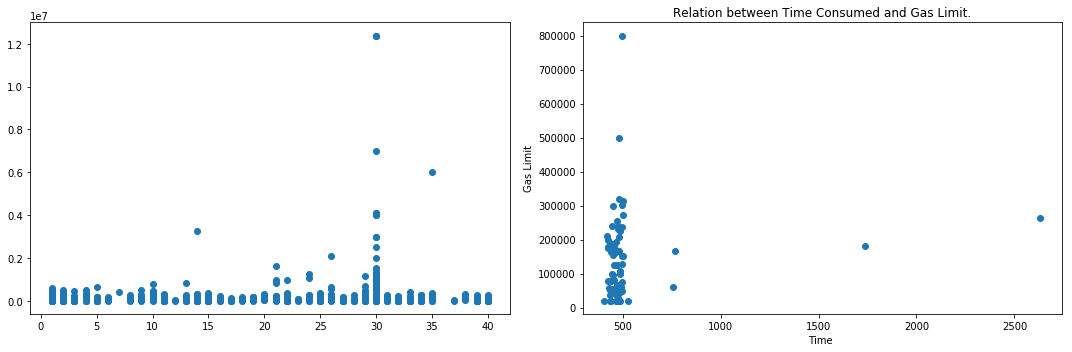 1e7
1.2
1.0
0.8
0.6
0.4
0.2
0.0
0 5 10 15 20 25 30 35 40
Relation between Time Consumed and Gas Limit.
800000
700000
600000
500000
400000
300000
200000
100000
0
Gas Limit
500 1000 1500 2000 2500
Time